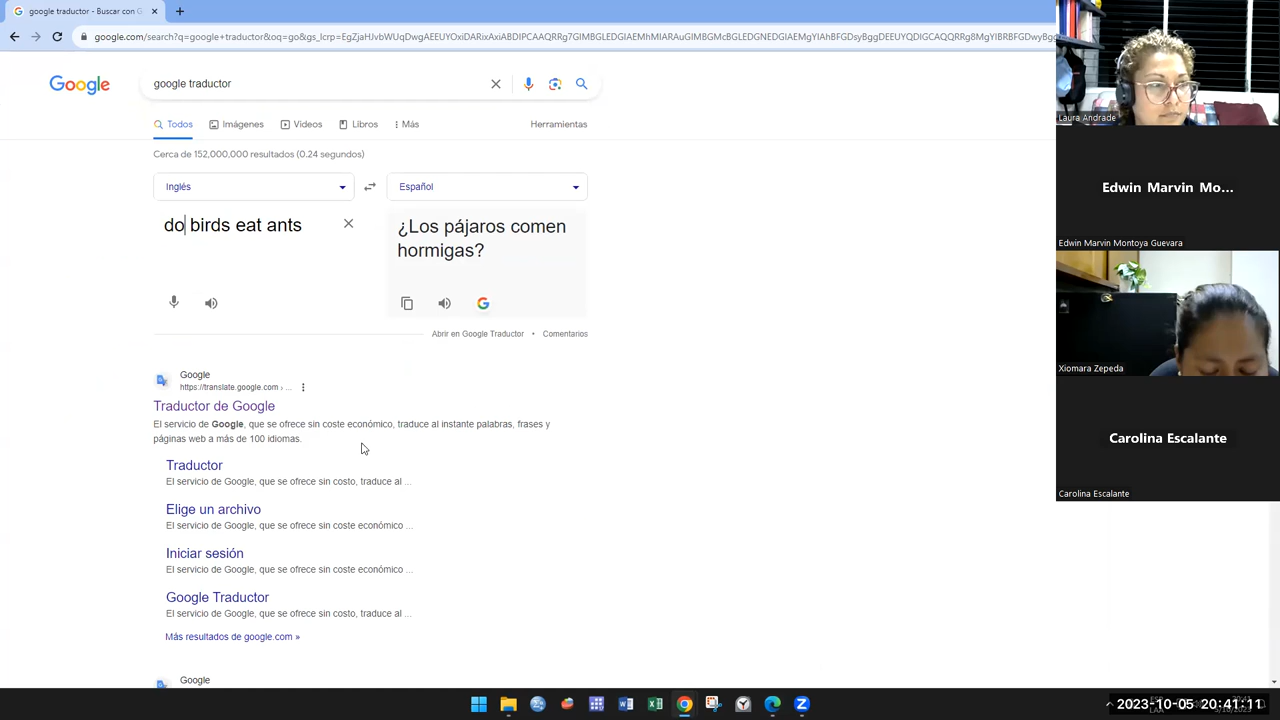 google traductor - Buscar con G
google.com/search?q=google+traductor&oq=go&gs_lcrp=
Google
google traductor
Todos
Imágenes
Videos
Libros
Más
Herramientas
Cerca de 152,000,000 resultados (0.24 segundos)
Inglés
Español
do birds eat ants
¿Los pájaros comen
hormigas?
Abrir en Google Traductor • Comentarios
Google
https://translate.google.com › ...
Traductor de Google
El servicio de Google, que se ofrece sin coste económico, traduce al instante palabras, frases y
páginas web a más de 100 idiomas.
Traductor
El servicio de Google, que se ofrece sin costo, traduce al ...
Elige un archivo
El servicio de Google, que se ofrece sin coste económico ...
Iniciar sesión
El servicio de Google, que se ofrece sin coste económico ...
Google Traductor
El servicio de Google, que se ofrece sin costo, traduce al ...
Más resultados de google.com »
Google
Laura Andrade
Edwin Marvin Mo...
Edwin Marvin Montoya Guevara
Xiomara Zepeda
Carolina Escalante
Carolina Escalante
2023-10-05 20:41:11